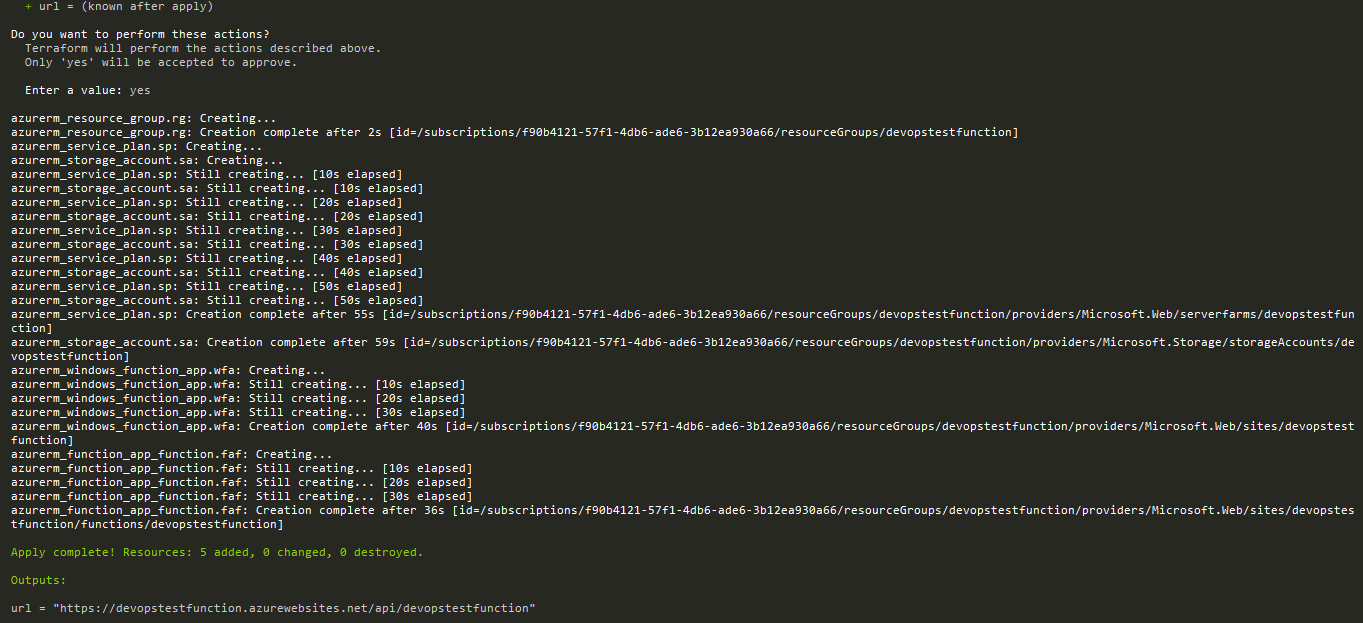 + url = (known after apply)
Do you want to perform these actions?
Terraform will perform the actions described above.
Only 'yes' will be accepted to approve.
Enter a value: yes
azurerm_resource_group.rg: Creating...
azurerm_resource_group.rg: Creation complete after 2s [id=/subscriptions/f90b4121-57f1-4db6-ade6-3b12ea930a66/resourceGroups/devopstestfunction]
azurerm_service_plan.sp: Creating...
azurerm_storage_account.sa: Creating...
azurerm_service_plan.sp: Still creating... [10s elapsed]
azurerm_storage_account.sa: Still creating... [10s elapsed]
azurerm_service_plan.sp: Still creating... [20s elapsed]
azurerm_storage_account.sa: Still creating... [20s elapsed]
azurerm_service_plan.sp: Still creating... [30s elapsed]
azurerm_storage_account.sa: Still creating... [30s elapsed]
azurerm_service_plan.sp: Still creating... [40s elapsed]
azurerm_storage_account.sa: Still creating... [40s elapsed]
azurerm_service_plan.sp: Still creating... [50s elapsed]
azurerm_storage_account.sa: Still creating... [50s elapsed]
azurerm_service_plan.sp: Creation complete after 55s [id=/subscriptions/f90b4121-57f1-4db6-ade6-3b12ea930a66/resourceGroups/devopstestfunction/providers/Microsoft.Web/serverfarms/devopstestfun
ction]
azurerm_storage_account.sa: Creation complete after 59s [id=/subscriptions/f90b4121-57f1-4db6-ade6-3b12ea930a66/resourceGroups/devopstestfunction/providers/Microsoft.Storage/storageAccounts/de
vopstestfunction]
azurerm_windows_function_app.wfa: Creating...
azurerm_windows_function_app.wfa: Still creating... [10s elapsed]
azurerm_windows_function_app.wfa: Still creating... [20s elapsed]
azurerm_windows_function_app.wfa: Still creating... [30s elapsed]
azurerm_windows_function_app.wfa: Creation complete after 40s [id=/subscriptions/f90b4121-57f1-4db6-ade6-3b12ea930a66/resourceGroups/devopstestfunction/providers/Microsoft.Web/sites/devopstest
function]
azurerm_function_app_function.faf: Creating...
azurerm_function_app_function.faf: Still creating... [10s elapsed]
azurerm_function_app_function.faf: Still creating... [20s elapsed]
azurerm_function_app_function.faf: Still creating... [30s elapsed]
azurerm_function_app_function.faf: Creation complete after 36s [id=/subscriptions/f90b4121-57f1-4db6-ade6-3b12ea930a66/resourceGroups/devopstestfunction/providers/Microsoft.Web/sites/devopstes
tfunction/functions/devopstestfunction]
Apply complete! Resources: 5 added, 0 changed, 0 destroyed.
Outputs:
url = "https://devopstestfunction.azurewebsites.net/api/devopstestfunction"